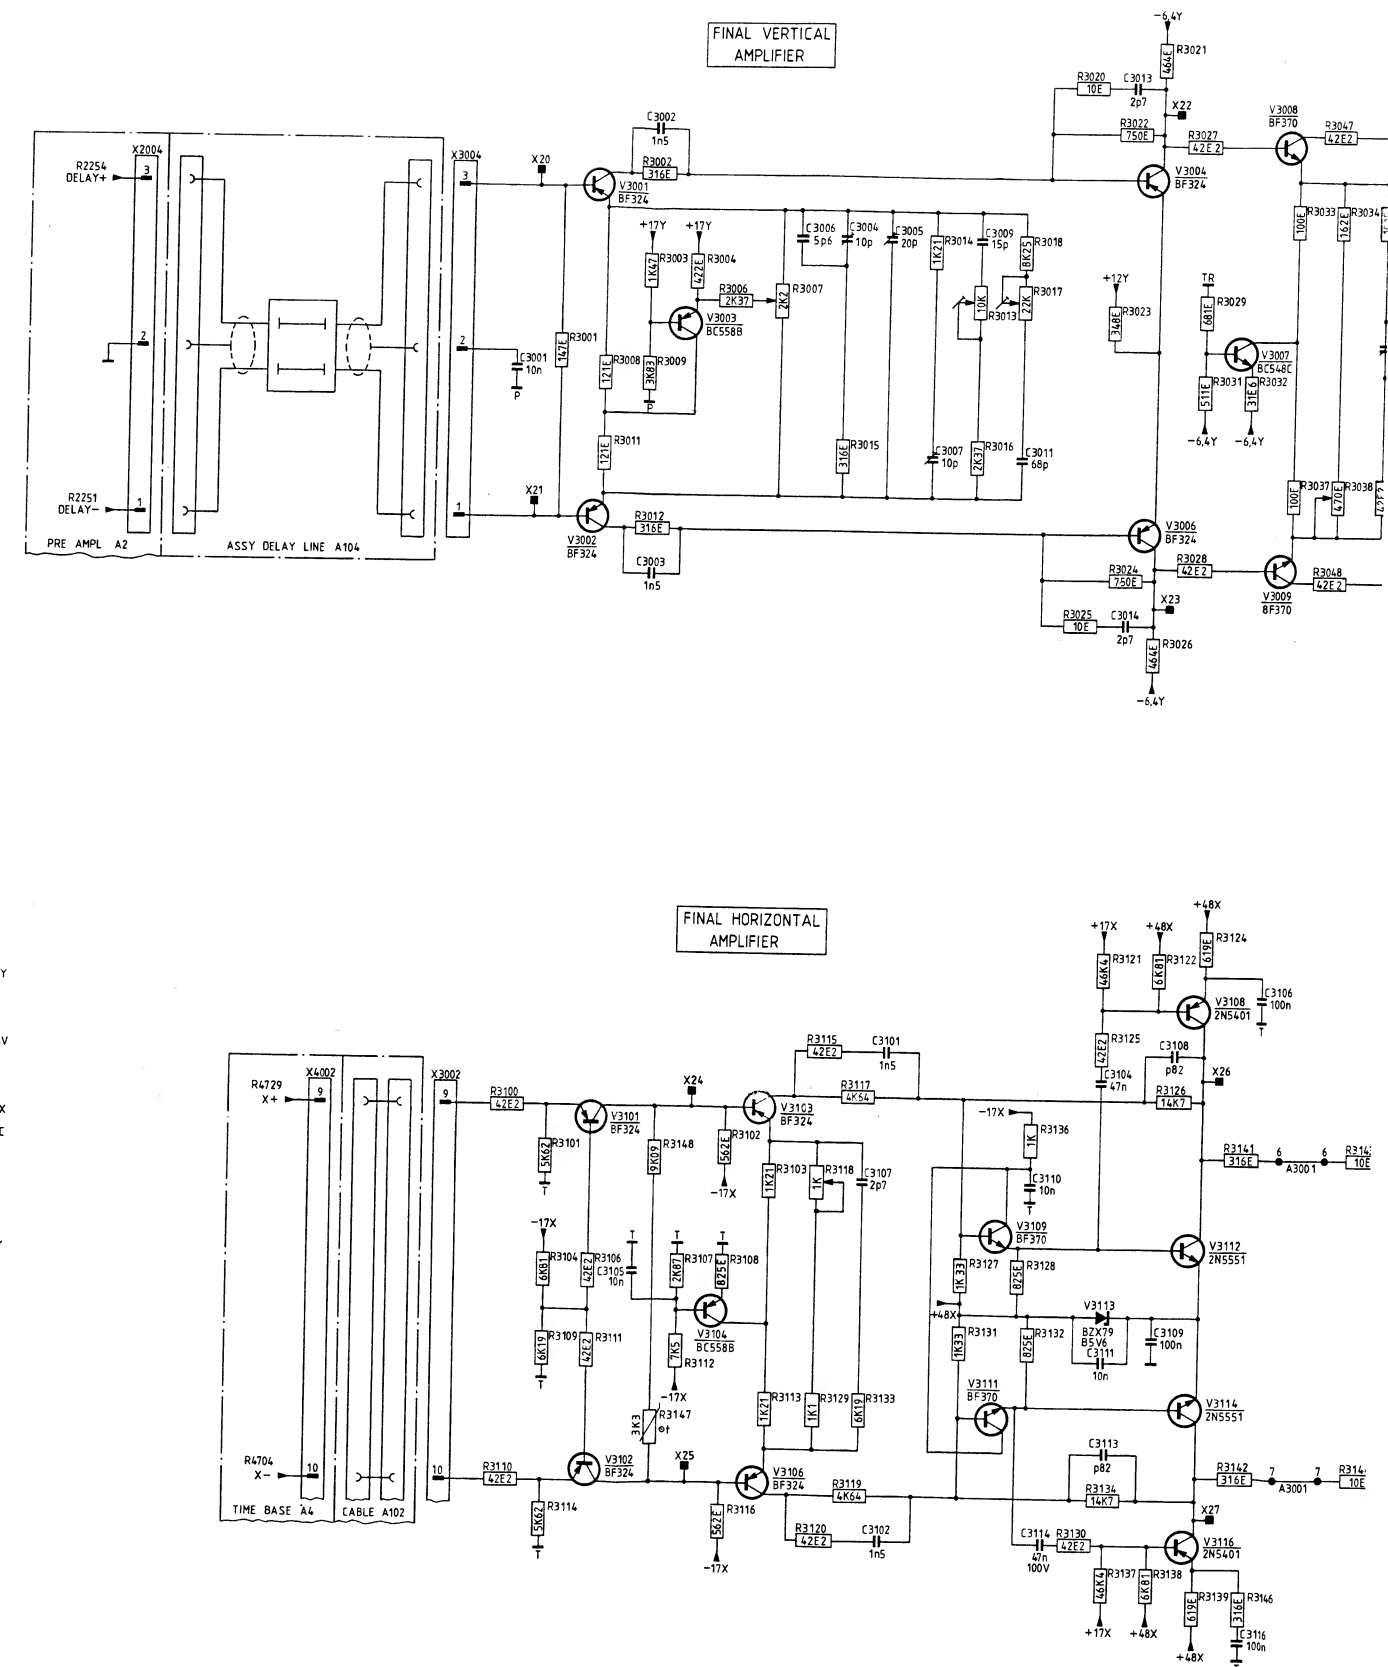 FINAL VERTICAL
AMPLIFIER
-6,4Y
R3021
464E
R3020
10E
C3013
2p7
X22
R3022
750E
R3027
42E2
V3008
BF370
R3047
42E2
C3002
1n5
R3002
316E
X2004
R2254
DELAY+
3
X3004
3
X20
V3001
BF324
V3004
BF324
+17Y
+17Y
R3003
1K47
R3004
422E
R3006
2K37
R3007
2K2
V3003
BC558B
C3006
5p6
C3004
10p
C3005
20p
R3014
1K21
C3009
15p
R3018
8K25
10K
R3013
R3017
22K
+12Y
R3023
348E
TR
R3029
681E
R3033
100E
R3034
162E
2
2
C3001
10n
P
R3001
147E
R3008
121E
R3009
3K83
P
V3007
BC548C
R3031
511E
R3032
31E6
-6,4Y
-6,4Y
R3011
121E
R3015
316E
C3007
10p
R3016
2K37
C3011
68p
R3037
100E
R3038
470E
42E2
R2251
DELAY-
1
1
X21
V3002
BF324
R3012
316E
C3003
1n5
V3006
BF324
R3028
42E2
R3024
750E
X23
R3025
10E
C3014
2p7
R3026
464E
-6,4Y
V3009
BF370
R3048
42E2
PRE AMPL A2
ASSY DELAY LINE A104
FINAL HORIZONTAL
AMPLIFIER
Y
V
X
+17X
+48X
+48X
R3121
46K4
R3122
6K81
R3124
619E
V3108
2N5401
C3106
100n
T
R3125
42E2
C3104
47n
C3108
p82
R3126
14K7
X26
R3115
42E2
C3101
1n5
R3117
4K64
X4002
R4729
X+
9
X3002
9
R3100
42E2
X24
V3101
BF324
V3103
BF324
R3101
5K62
T
R3148
9K09
R3102
562E
-17X
R3103
1K21
R3118
1K
C3107
2p7
-17X
R3136
1K
C3110
10n
T
R3141
316E
6
A3001
6
10E
V3109
BF370
V3112
2N5551
-17X
R3104
6K81
R3106
42E2
T
C3105
10n
T
R3107
2K87
T
R3108
825E
V3104
BC558B
R3109
6K19
T
R3111
42E2
R3112
7K5
-17X
R3127
1K33
R3128
825E
+48X
V3113
BZX79
B5V6
C3111
10n
C3109
100n
R3131
1K33
R3132
825E
V3111
BF370
V3114
2N5551
R3113
1K21
R3129
1K1
R3133
6K19
R3147
3K3
θt
R4704
X-
10
10
R3110
42E2
V3102
BF324
X25
V3106
BF324
R3119
4K64
C3113
p82
R3134
14K7
R3142
316E
7
A3001
7
10E
X27
R3114
5K62
T
R3116
562E
-17X
R3120
42E2
C3102
1n5
C3114
47n
100V
R3130
42E2
V3116
2N5401
R3137
46K4
R3138
6K81
R3139
619E
R3146
316E
C3116
100n
+17X
+48X
+48X
TIME BASE A4
CABLE A102